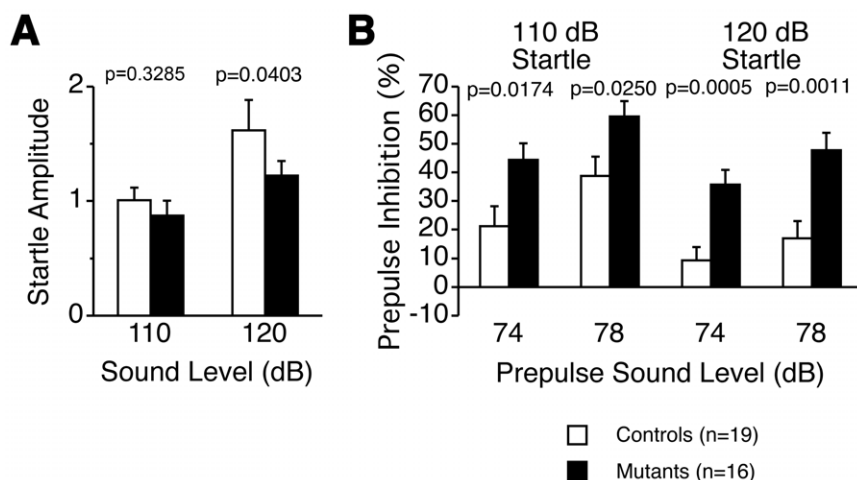 A
p=0.3285 p=0.0403
2
1
0
Startle Amplitude
110 120
Sound Level (dB)
B
110 dB Startle
120 dB Startle
p=0.0174 p=0.0250 p=0.0005 p=0.0011
70
60
50
40
30
20
10
0
-10
Prepulse Inhibition (%)
74 78 74 78
Prepulse Sound Level (dB)
Controls (n=19)
Mutants (n=16)